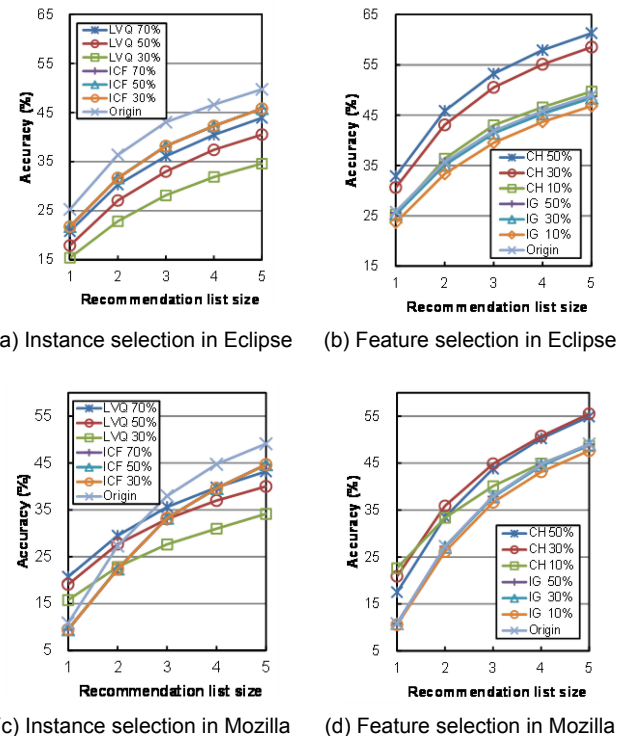 65
55
45
35
25
15
Accuracy (%)
LVQ 70%
LVQ 50%
LVQ 30%
ICF 70%
ICF 50%
ICF 30%
Origin
1 2 3 4 5
Recommendation list size
a) Instance selection in Eclipse
65
55
45
35
25
15
Accuracy (%)
CH 50%
CH 30%
CH 10%
IG 50%
IG 30%
IG 10%
Origin
1 2 3 4 5
Recommendation list size
(b) Feature selection in Eclipse
55
45
35
25
15
5
Accuracy (%)
LVQ 70%
LVQ 50%
LVQ 30%
ICF 70%
ICF 50%
ICF 30%
Origin
1 2 3 4 5
Recommendation list size
(c) Instance selection in Mozilla
55
45
35
25
15
5
Accuracy (%)
CH 50%
CH 30%
CH 10%
IG 50%
IG 30%
IG 10%
Origin
1 2 3 4 5
Recommendation list size
(d) Feature selection in Mozilla